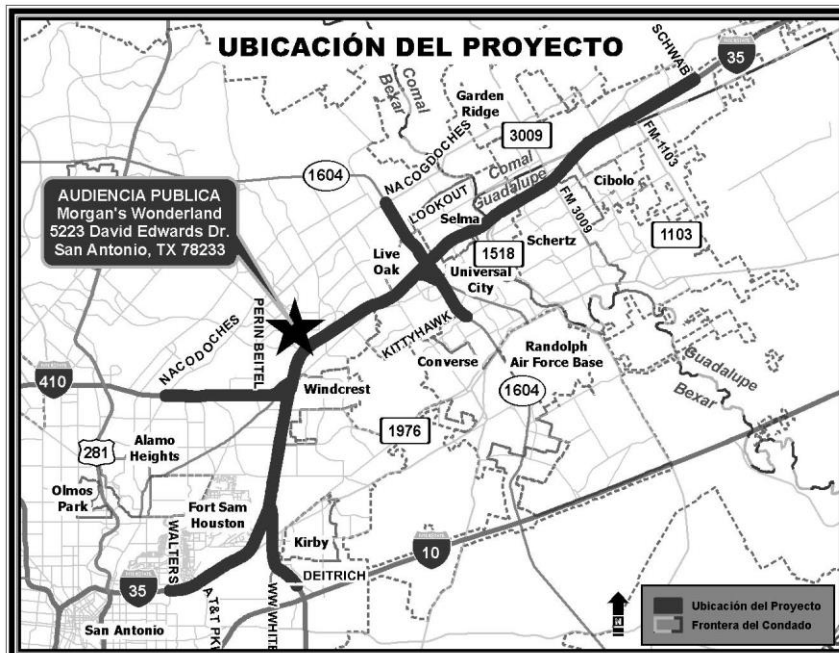 UBICACIÓN DEL PROYECTO
SCHWAB
35
Comal
Bexar
Garden
Ridge
3009
NACOGDOCHES
1604
LOOKOUT
Comal
Guadalupe
FM-1103
Cibolo
FM 3009
AUDIENCIA PUBLICA
Morgan's Wonderland
5223 David Edwards Dr.
San Antonio, TX 78233
Selma
1518
Schertz
1103
Live
Oak
Universal
City
PERIN BEITEL
NACODOCHES
KITTYHAWK
Converse
Randolph
Air Force Base
Guadalupe
Bexar
410
Windcrest
1604
1976
281
Alamo
Heights
Olmos
Park
Fort Sam
Houston
WALTERS
Kirby
10
DEITRICH
35
AT&T PKW
WW WHITE
San Antonio
N
Ubicación del Proyecto
Frontera del Condado